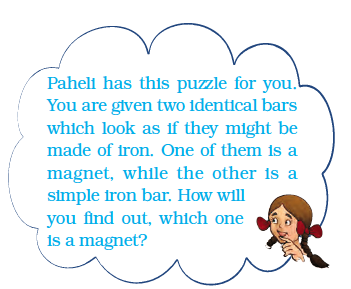 Paheli has this puzzle for you.
You are given two identical bars
which look as if they might be
made of iron. One of them is a
magnet, while the other is a
simple iron bar. How will
you find out, which one
is a magnet?